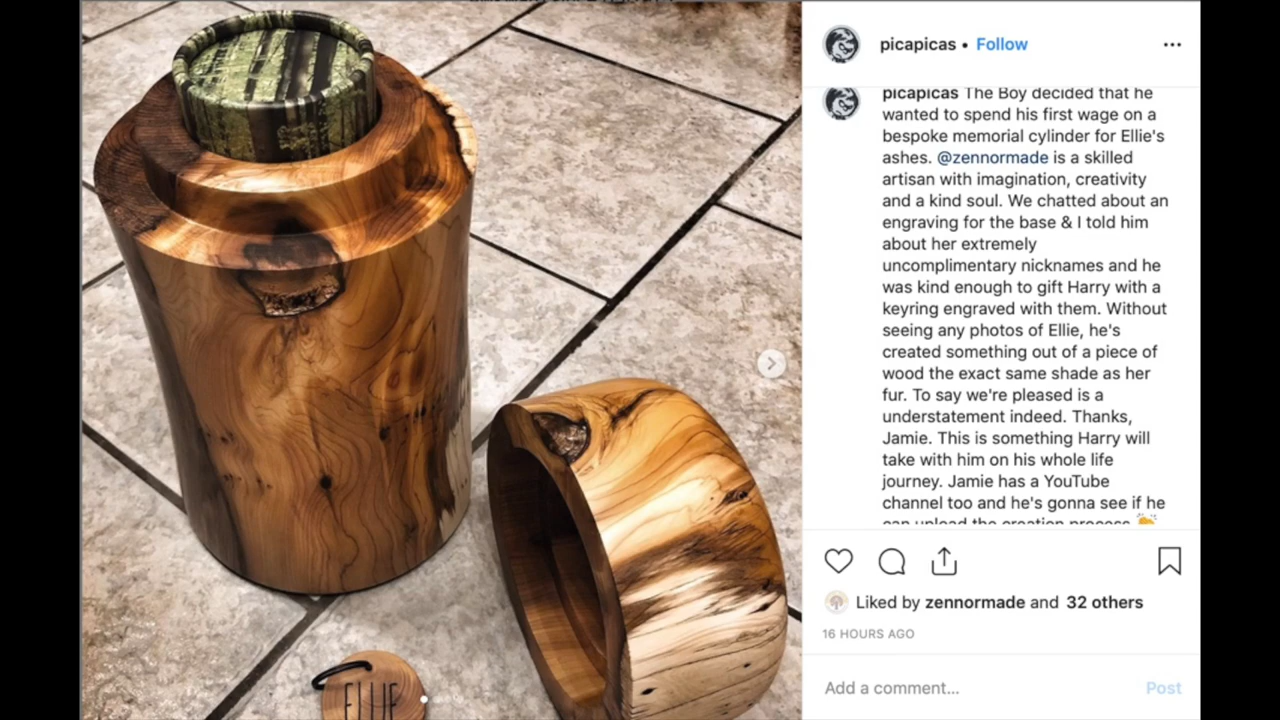 picapicas • Follow
picapicas The Boy decided that he
wanted to spend his first wage on a
bespoke memorial cylinder for Ellie's
ashes. @zennormade is a skilled
artisan with imagination, creativity
and a kind soul. We chatted about an
engraving for the base & I told him
about her extremely
uncomplimentary nicknames and he
was kind enough to gift Harry with a
keyring engraved with them. Without
seeing any photos of Ellie, he's
created something out of a piece of
wood the exact same shade as her
fur. To say we're pleased is a
understatement indeed. Thanks,
Jamie. This is something Harry will
take with him on his whole life
journey. Jamie has a YouTube
channel too and he's gonna see if he
can upload the creation process
Liked by zennormade and 32 others
16 HOURS AGO
Add a comment... Post
ELLIE